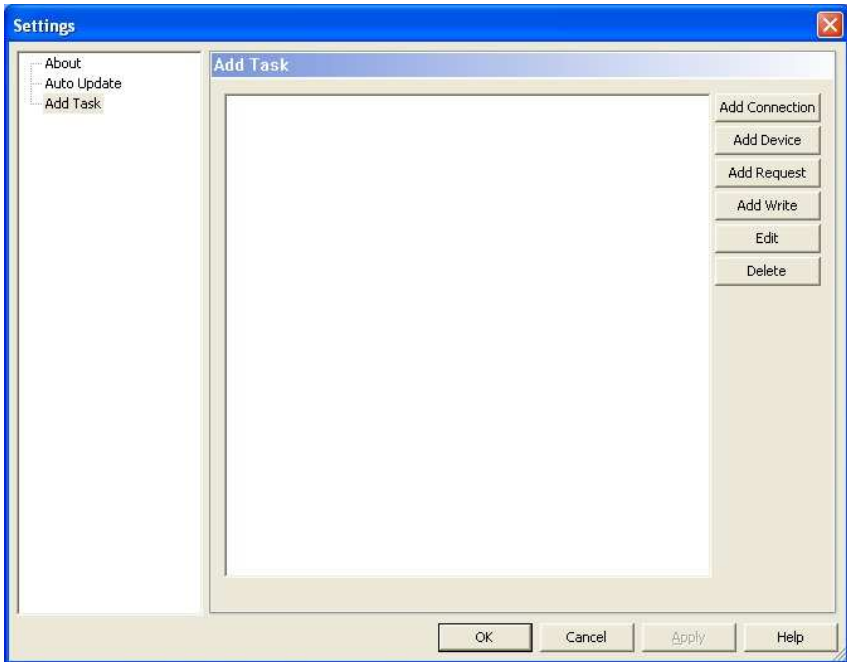 Settings
About
Auto Update
Add Task
Add Task
Add Connection
Add Device
Add Request
Add Write
Edit
Delete
OK
Cancel
Apply
Help